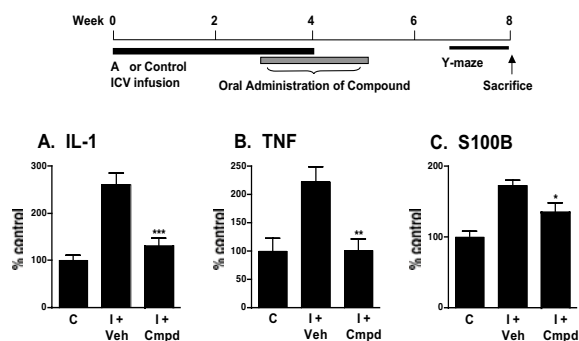 Week 0 2 4 6 8
A or Control
ICV infusion
Oral Administration of Compound
Y-maze
Sacrifice
A. IL-1
% control
300
200
100
0
***
C
I +
Veh
I +
Cmpd
B. TNF
% control
250
200
150
100
50
0
**
C
I +
Veh
I +
Cmpd
C. S100B
% control
200
100
0
*
C
I +
Veh
I +
Cmpd